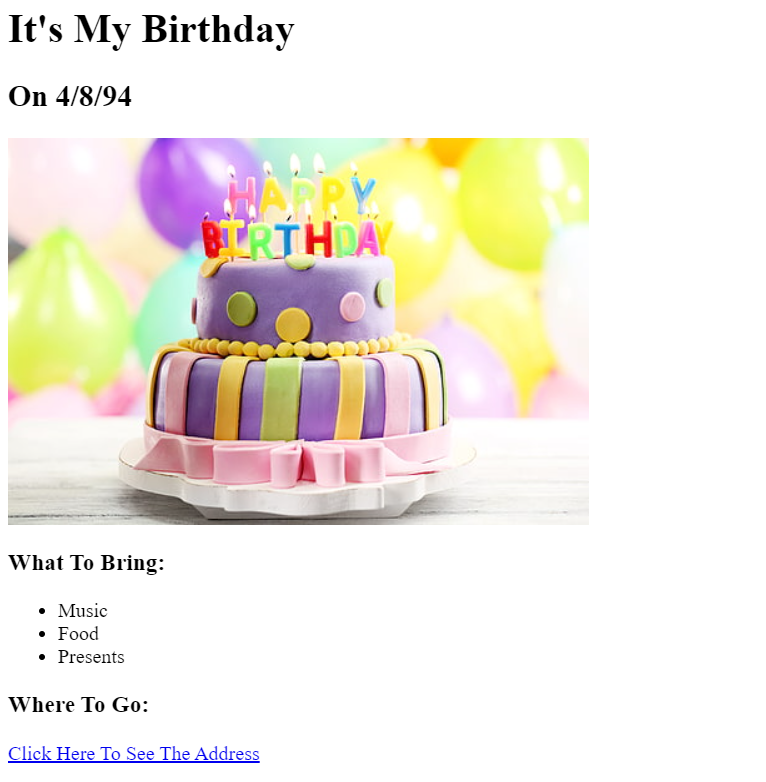 It's My Birthday
On 4/8/94
HAPPY
BIRTHDAY
What To Bring:
Music
Food
Presents
Where To Go:
Click Here To See The Address